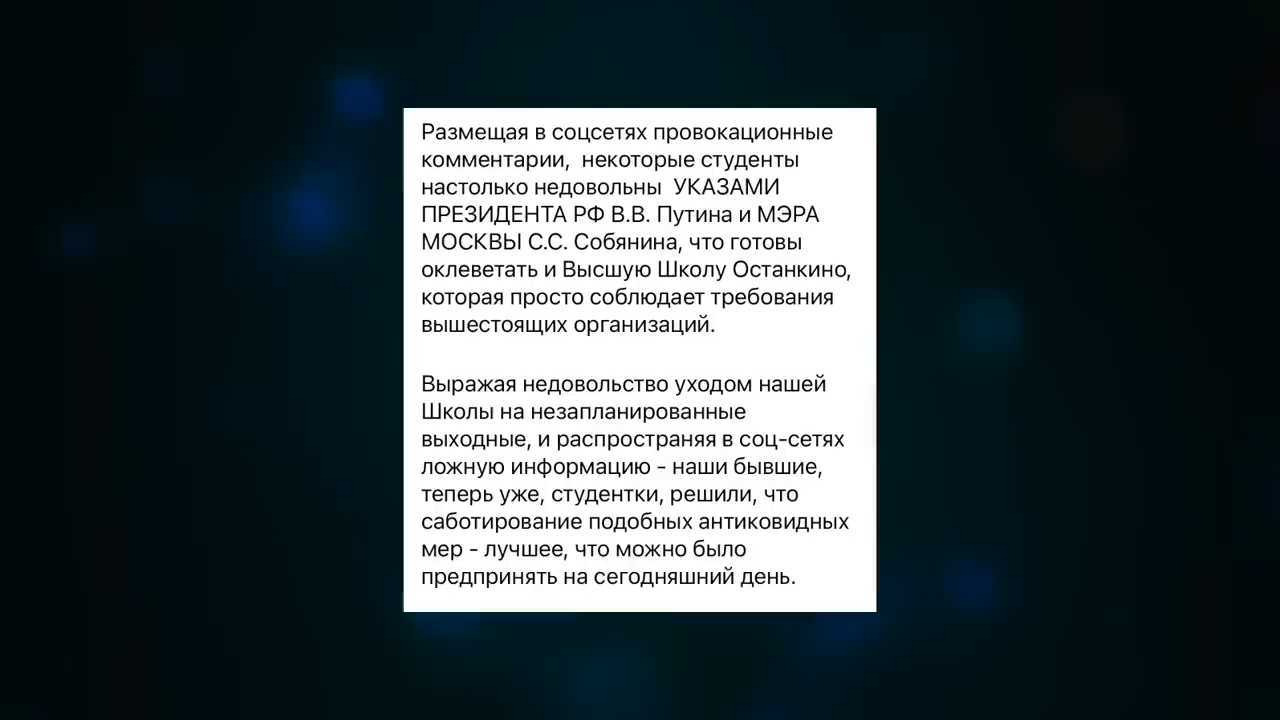 Размещая в соцсетях провокационные
комментарии,  некоторые студенты
настолько недовольны  УКАЗАМИ
ПРЕЗИДЕНТА РФ В.В. Путина и МЭРА
МОСКВЫ С.С. Собянина, что готовы
оклеветать и Высшую Школу Останкино,
которая просто соблюдает требования
вышестоящих организаций.

Выражая недовольство уходом нашей
Школы на незапланированные
выходные, и распространяя в соц-сетях
ложную информацию - наши бывшие,
теперь уже, студентки, решили, что
саботирование подобных антиковидных
мер - лучшее, что можно было
предпринять на сегодняшний день.